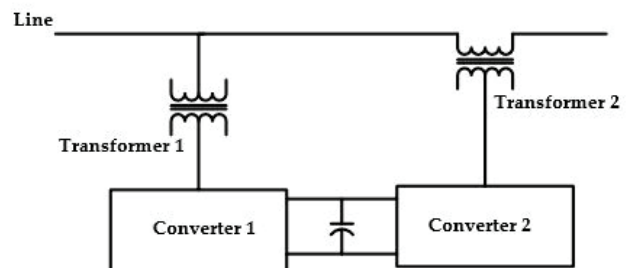 Line
Transformer 2
Transformer 1
Converter 1
Converter 2